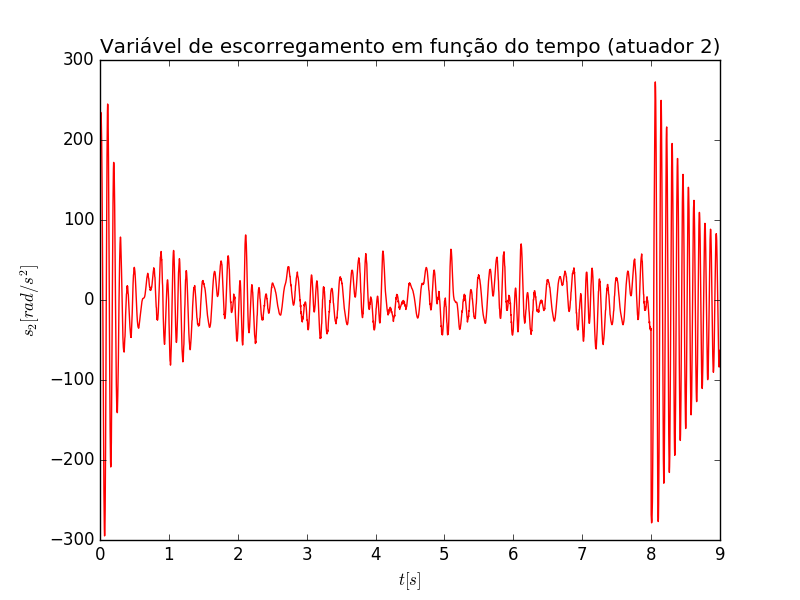 Variável de escorregamento em função do tempo (atuador 2)
300
200
100
0
−100
−200
−300
s₂[rad/s²]
0 1 2 3 4 5 6 7 8 9
t[s]